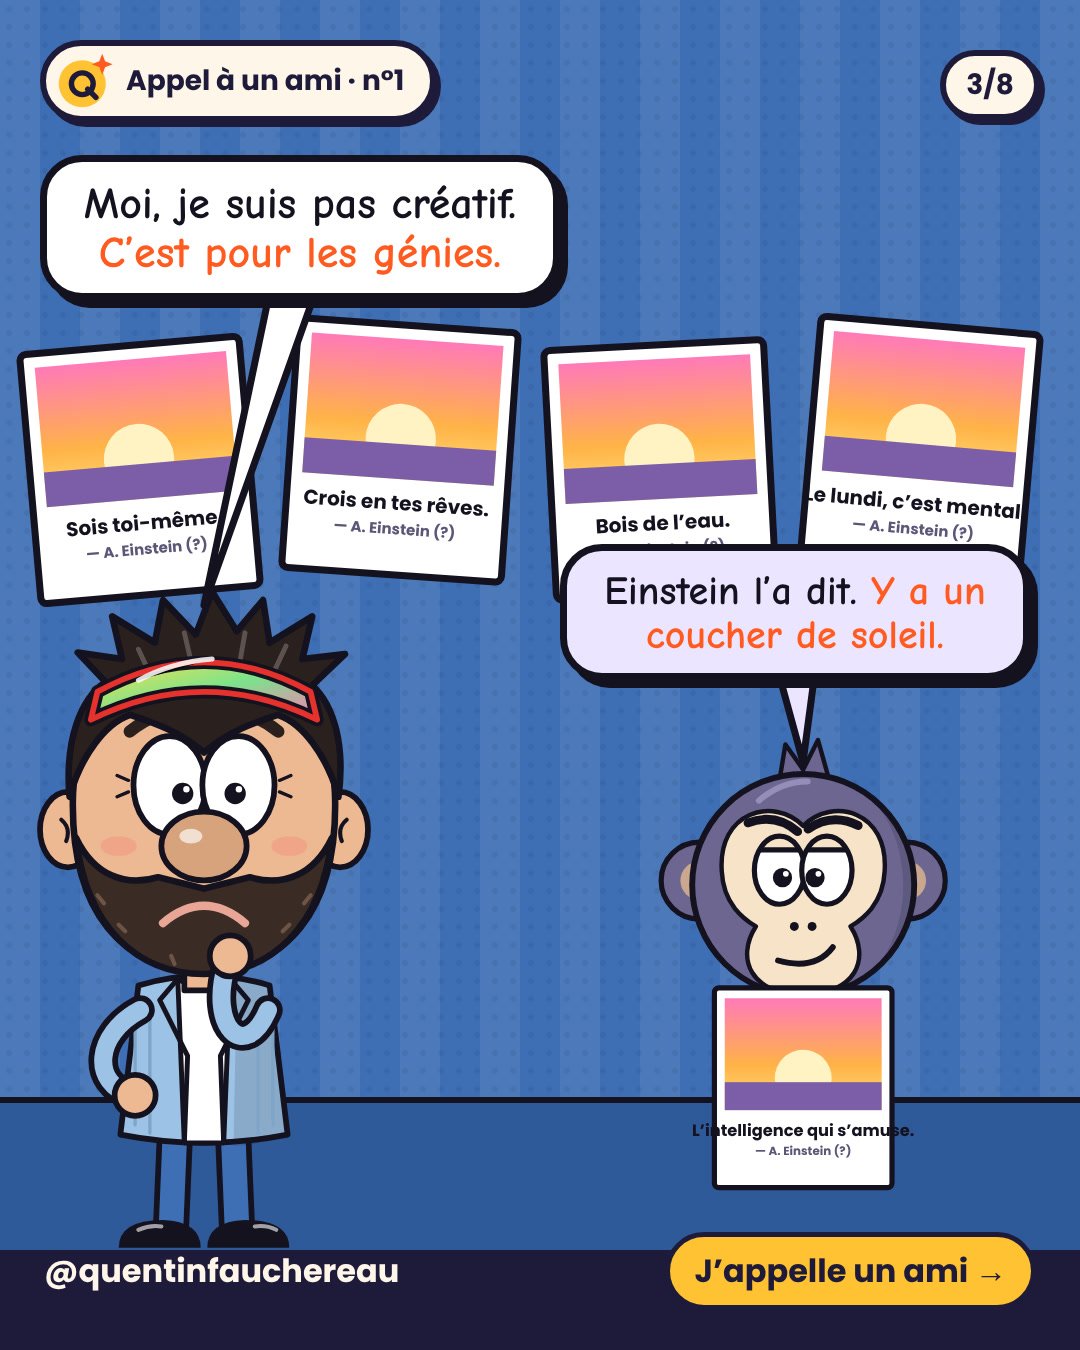 Q
Appel à un ami · n°1
3/8
Moi, je suis pas créatif.
C'est pour les génies.
Sois toi-même
— A. Einstein (?)
Crois en tes rêves.
— A. Einstein (?)
Bois de l'eau.
Le lundi, c'est mental
— A. Einstein (?)
Einstein l'a dit. Y a un
coucher de soleil.
L'intelligence qui s'amuse.
— A. Einstein (?)
@quentinfauchereau
J'appelle un ami →